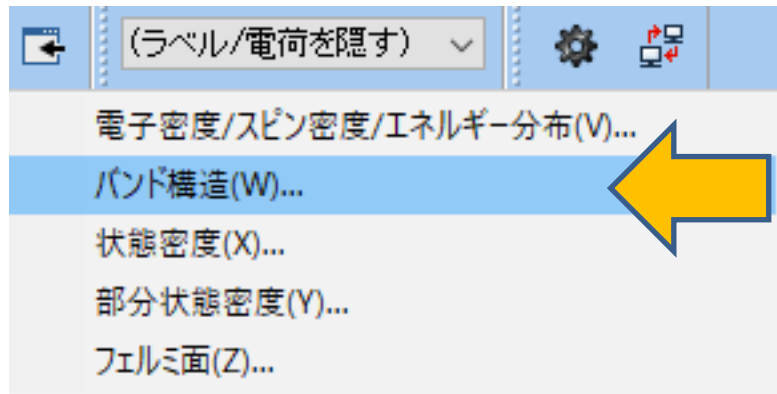 (ラベル/電荷を隠す)
電子密度/スピン密度/エネルギー分布(V)...
バンド構造(W)...
状態密度(X)...
部分状態密度(Y)...
フェルミ面(Z)...